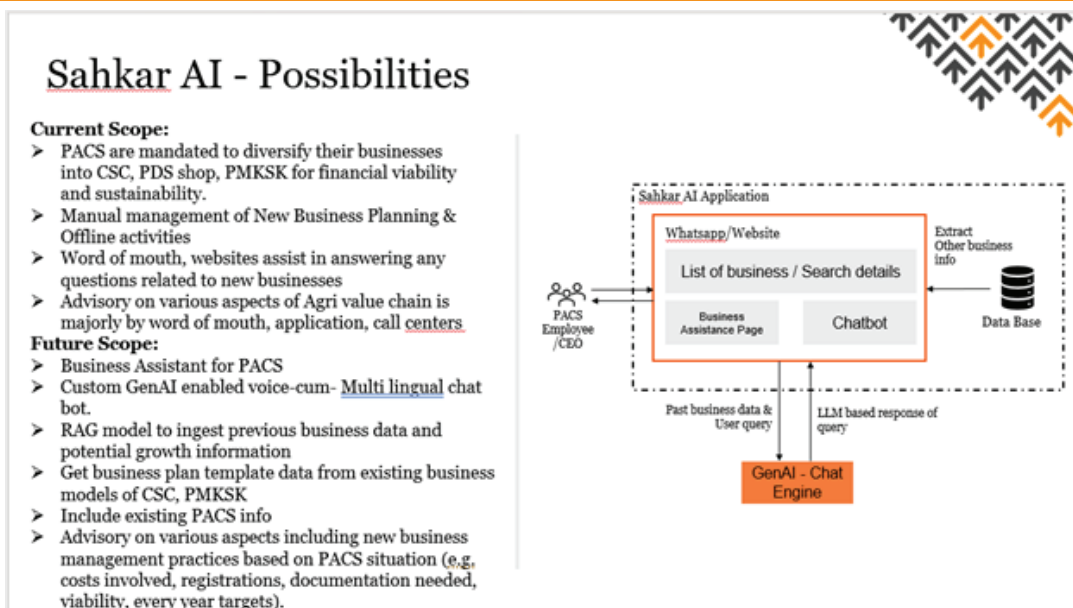 Sahkar AI - Possibilities
Current Scope:
➢ PACS are mandated to diversify their businesses
into CSC, PDS shop, PMKSK for financial viability
and sustainability.
➢ Manual management of New Business Planning &
Offline activities
➢ Word of mouth, websites assist in answering any
questions related to new businesses
➢ Advisory on various aspects of Agri value chain is
majorly by word of mouth, application, call centers
Future Scope:
➢ Business Assistant for PACS
➢ Custom GenAI enabled voice-cum- Multi lingual chat
bot.
➢ RAG model to ingest previous business data and
potential growth information
➢ Get business plan template data from existing business
models of CSC, PMKSK
➢ Include existing PACS info
➢ Advisory on various aspects including new business
management practices based on PACS situation (e.g,
costs involved, registrations, documentation needed,
viability, every year targets).
Sahkar AI Application
Whatsapp/Website
List of business / Search details
Business
Assistance Page
Chatbot
PACS
Employee
/CEO
Extract
Other business
info
Data Base
Past business data &
User query
LLM based response of
query
GenAI - Chat
Engine